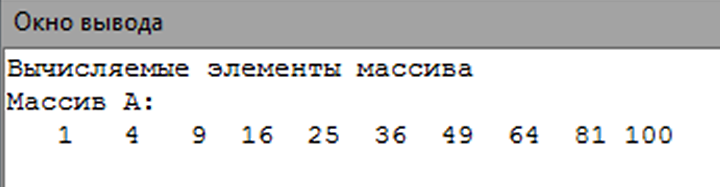 Окно вывода
Вычисляемые элементы массива
Массив А:
1 4 9 16 25 36 49 64 81 100